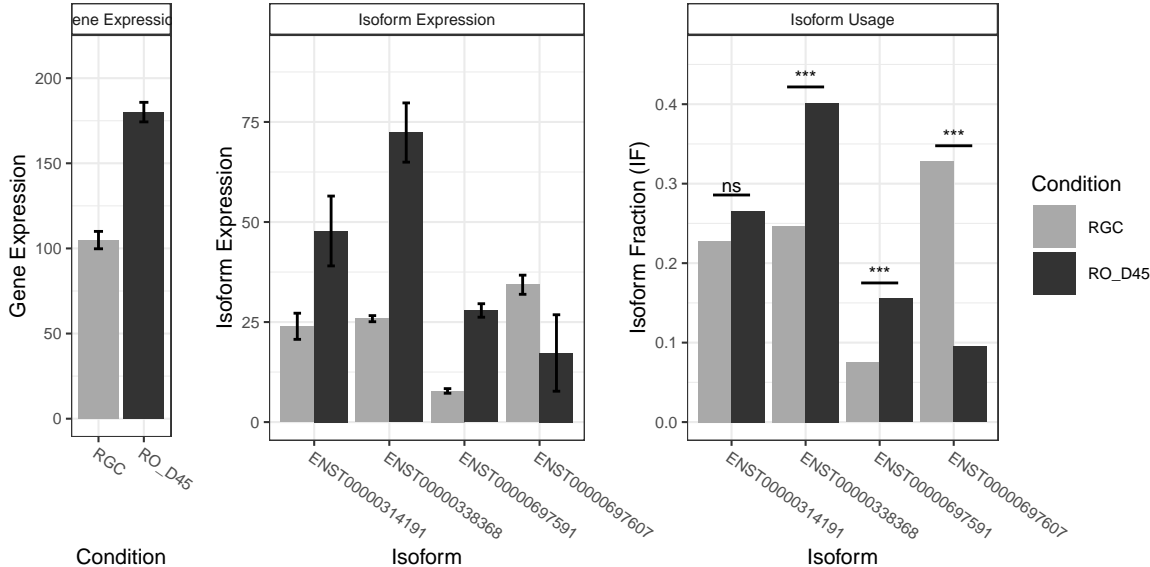 ene Expressio
Isoform Expression
Isoform Usage
Gene Expression
200
150
100
50
0
RGC
RO_D45
Condition
Isoform Expression
75
50
25
0
ENST00000314191
ENST00000338368
ENST00000697591
ENST00000697607
Isoform
Isoform Fraction (IF)
0.4
0.3
0.2
0.1
0.0
ns
***
***
***
ENST00000314191
ENST00000338368
ENST00000697591
ENST00000697607
Isoform
Condition
RGC
RO_D45